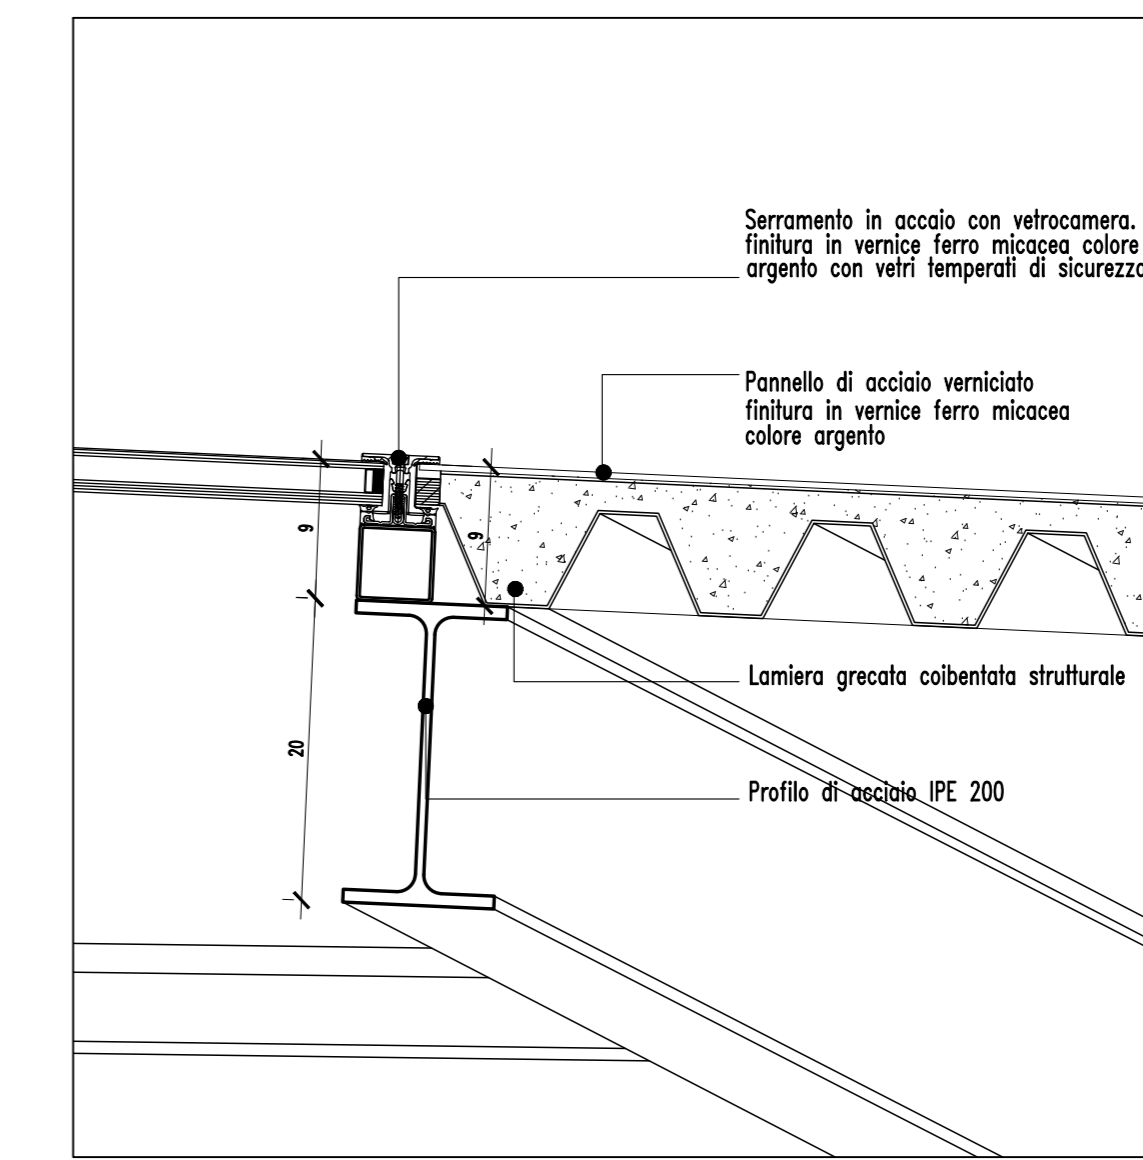 Serramento in accaio con vetrocamera.
finitura in vernice ferro micacea colore
argento con vetri temperati di sicurezza
Pannello di acciaio verniciato
finitura in vernice ferro micacea
colore argento
9
9
Lamiera grecata coibentata strutturale
20
Profilo di acciaio IPE 200